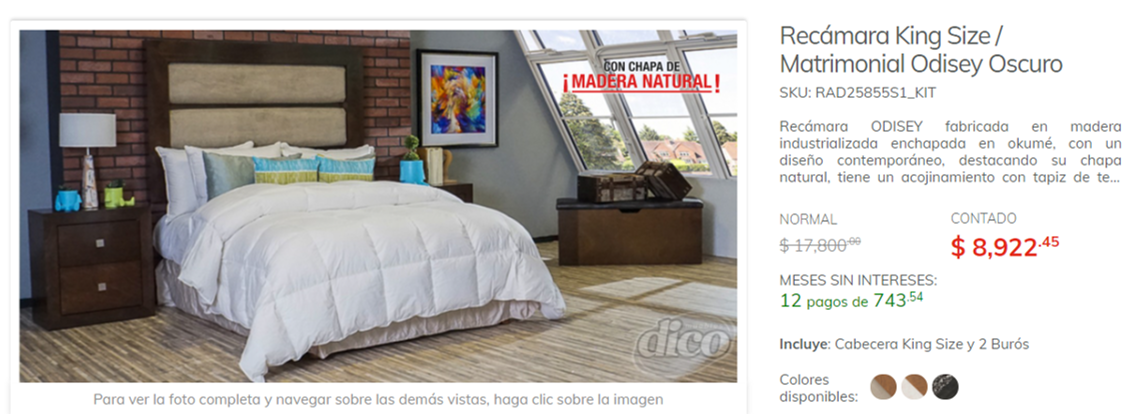 CON CHAPA DE
¡MADERA NATURAL!
dico
Para ver la foto completa y navegar sobre las demás vistas, haga clic sobre la imagen
Recámara King Size /
Matrimonial Odisey Oscuro
SKU: RAD25855S1_KIT
Recámara ODISEY fabricada en madera
industrializada enchapada en okumé, con un
diseño contemporáneo, destacando su chapa
natural, tiene un acojinamiento con tapiz de te...
NORMAL
$ 17,800.00
CONTADO
$ 8,922.45
MESES SIN INTERESES:
12 pagos de 743.54
Incluye: Cabecera King Size y 2 Burós
Colores
disponibles: